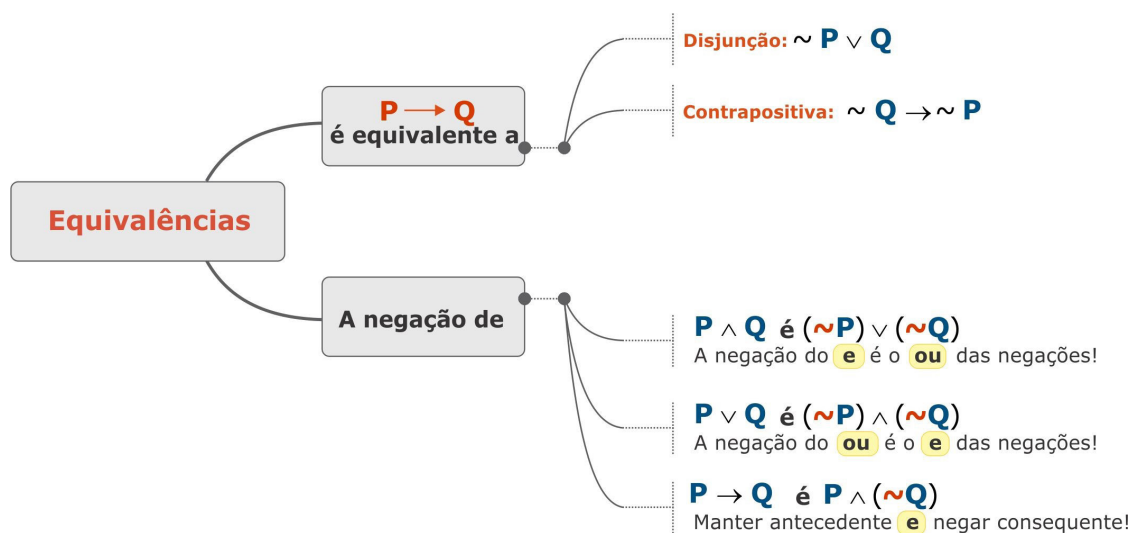 Equivalências
P → Q
é equivalente a
Disjunção: ~ P ∨ Q
Contrapositiva: ~ Q → ~ P
A negação de
P ∧ Q é (~P) ∨ (~Q)
A negação do e é o ou das negações!
P ∨ Q é (~P) ∧ (~Q)
A negação do ou é o e das negações!
P → Q é P ∧ (~Q)
Manter antecedente e negar consequente!